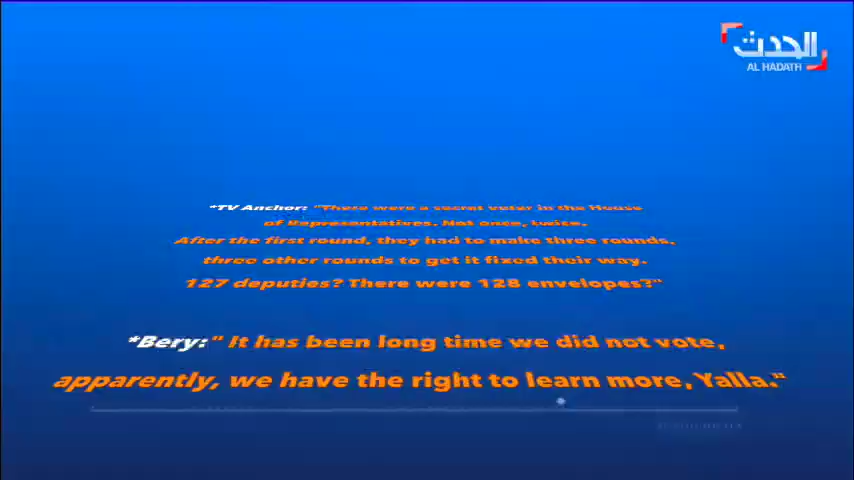 الحدث
AL HADATH
*TV Anchor: "There were a secret voter in the House
of Representatives. Not once, twice.
After the first round, they had to make three rounds,
three other rounds to get it fixed their way.
127 deputies? There were 128 envelopes?"
*Bery:" It has been long time we did not vote,
apparently, we have the right to learn more, Yalla."